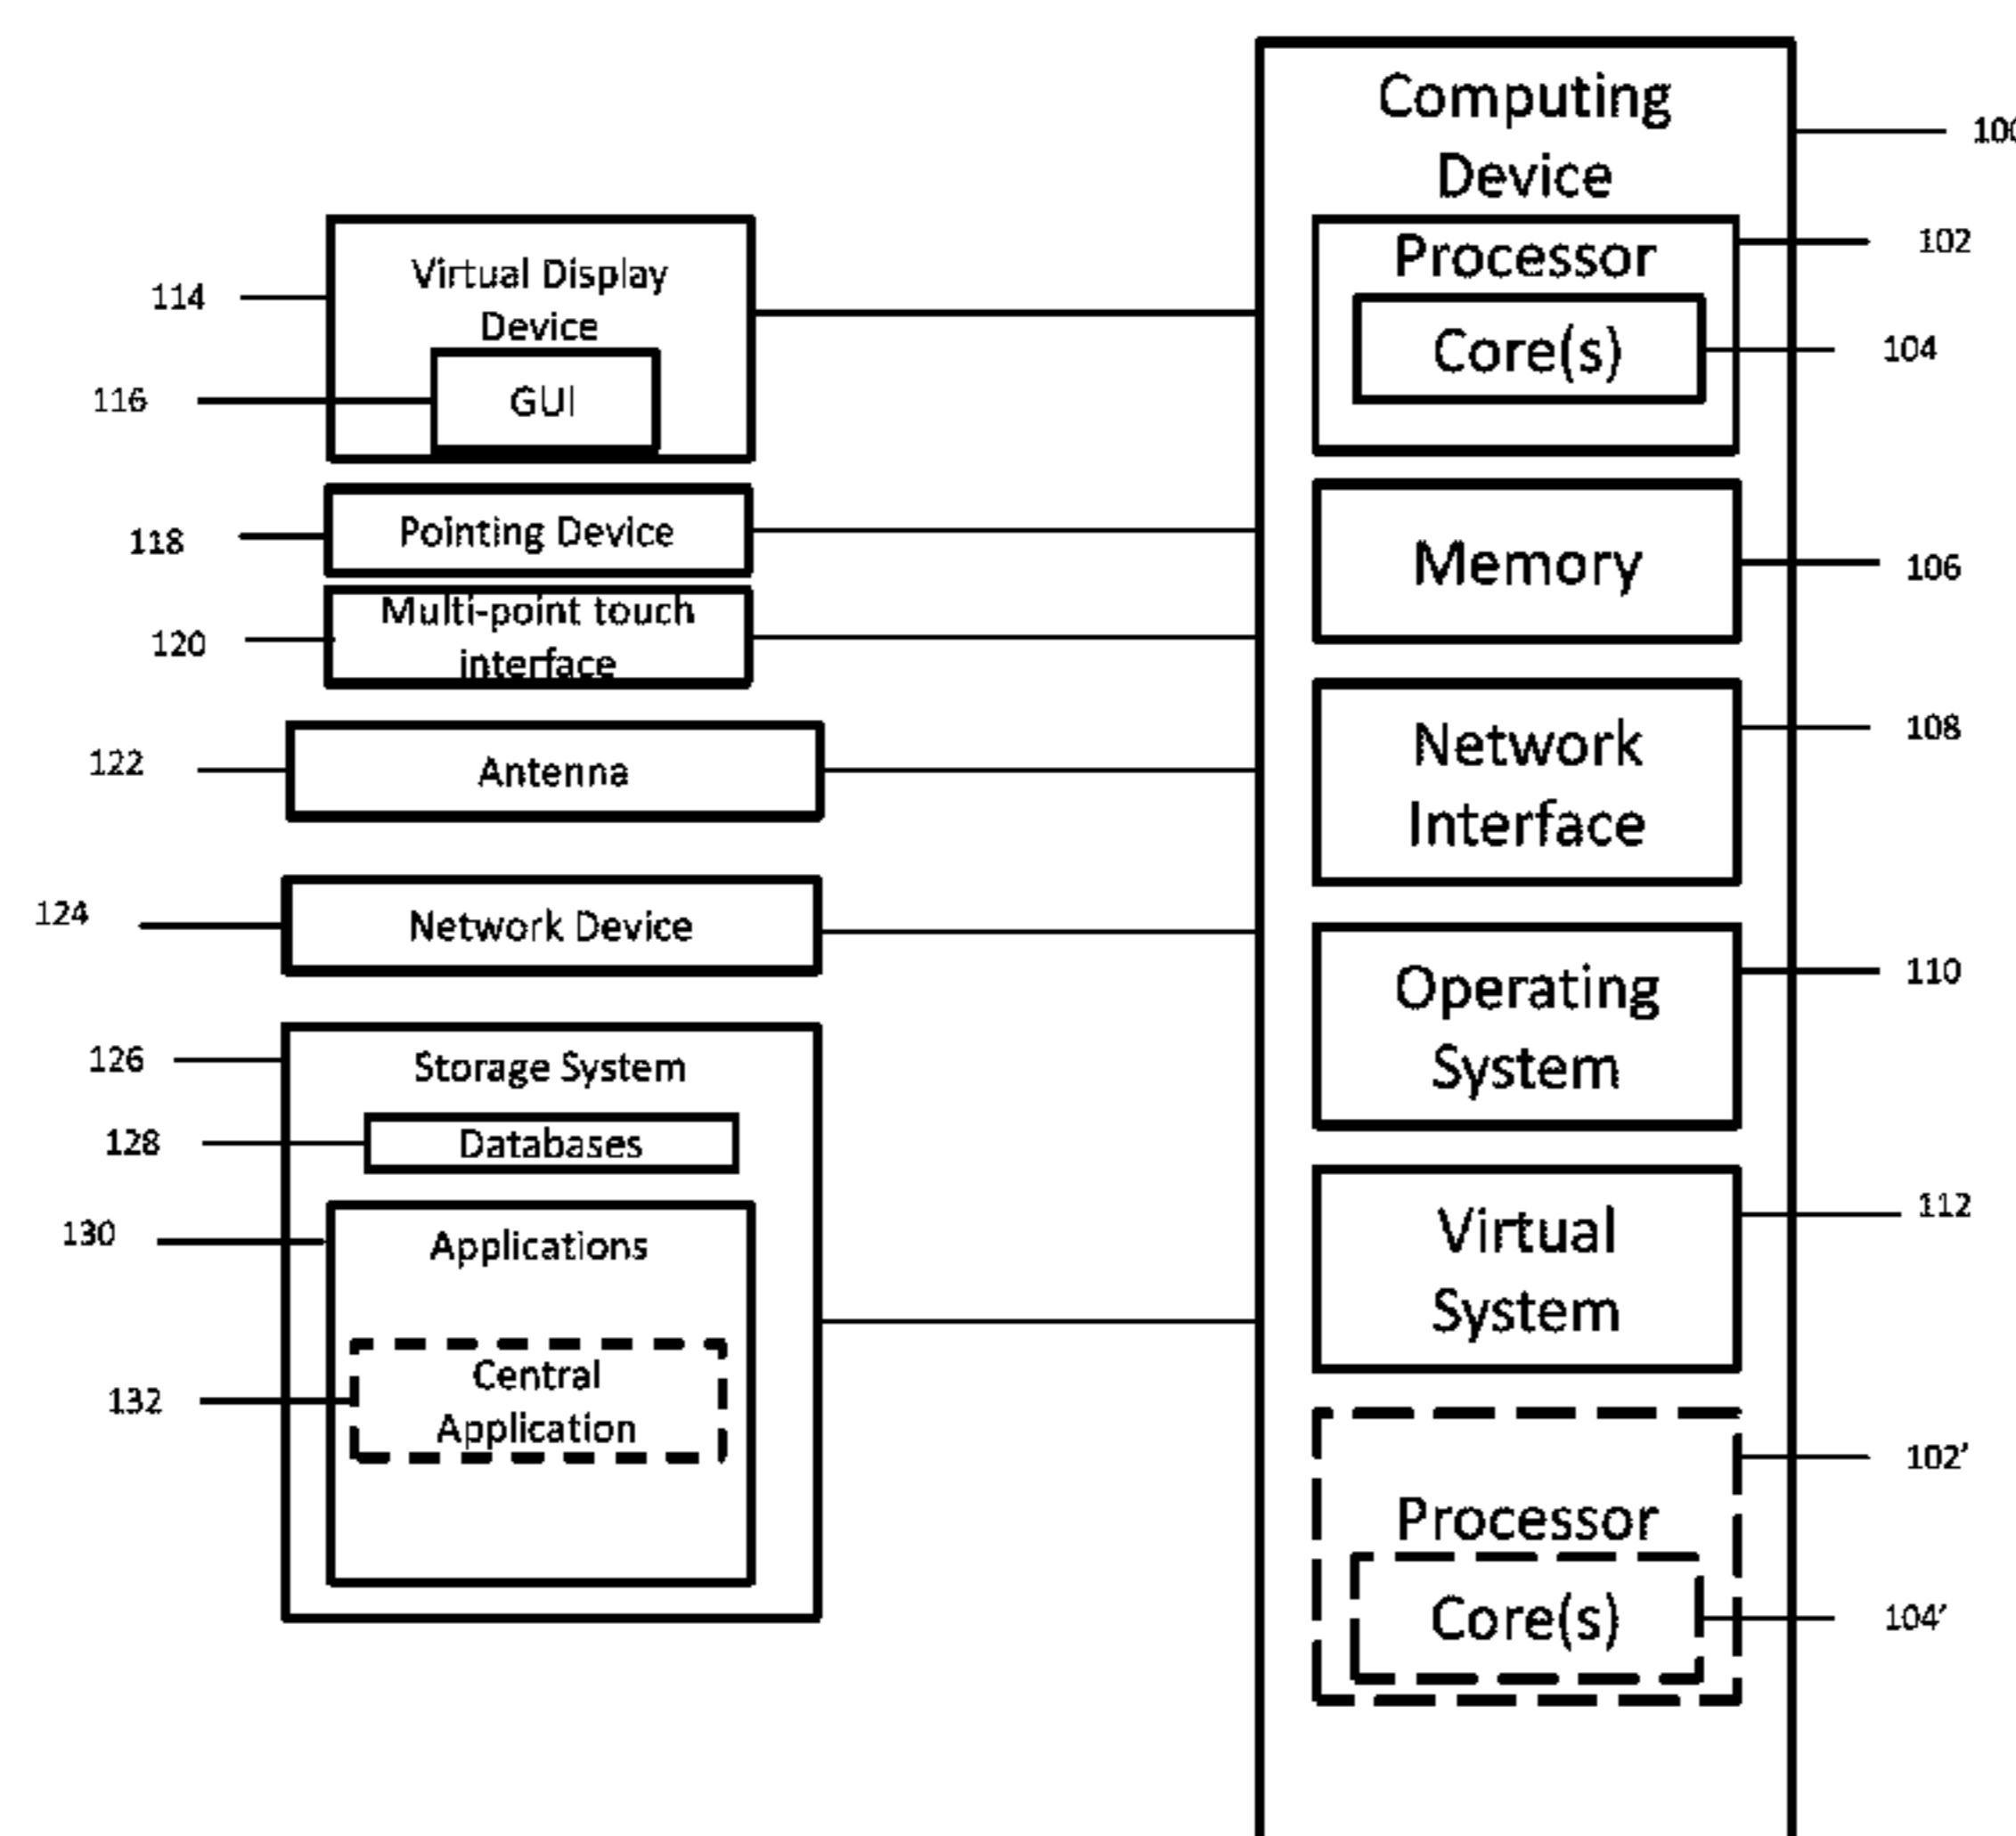 Computing
Device
100
Processor
102
Core(s)
104
Memory
106
Network
Interface
108
Operating
System
110
Virtual
System
112
Processor
102’
Core(s)
104’
114
Virtual Display
Device
116
GUI
118
Pointing Device
120
Multi-point touch
interface
122
Antenna
124
Network Device
126
Storage System
128
Databases
130
Applications
132
Central
Application